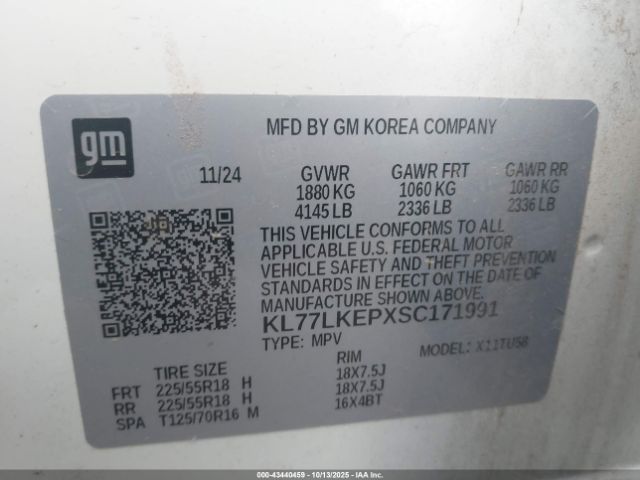 gm
MFD BY GM KOREA COMPANY
11/24 GVWR GAWR FRT GAWR RR
1880 KG 1060 KG 1060 KG
4145 LB 2336 LB 2336 LB
THIS VEHICLE CONFORMS TO ALL
APPLICABLE U.S. FEDERAL MOTOR
VEHICLE SAFETY AND THEFT PREVENTION
STANDARDS IN EFFECT ON THE DATE OF
MANUFACTURE SHOWN ABOVE.
KL77LKEPXSC171991
TYPE: MPV MODEL: X11TU58
TIRE SIZE RIM
FRT 225/55R18 H 18X7.5J
RR 225/55R18 H 18X7.5J
SPA T125/70R16 M 16X4BT
000-43440459 - 10/13/2025 - IAA Inc.